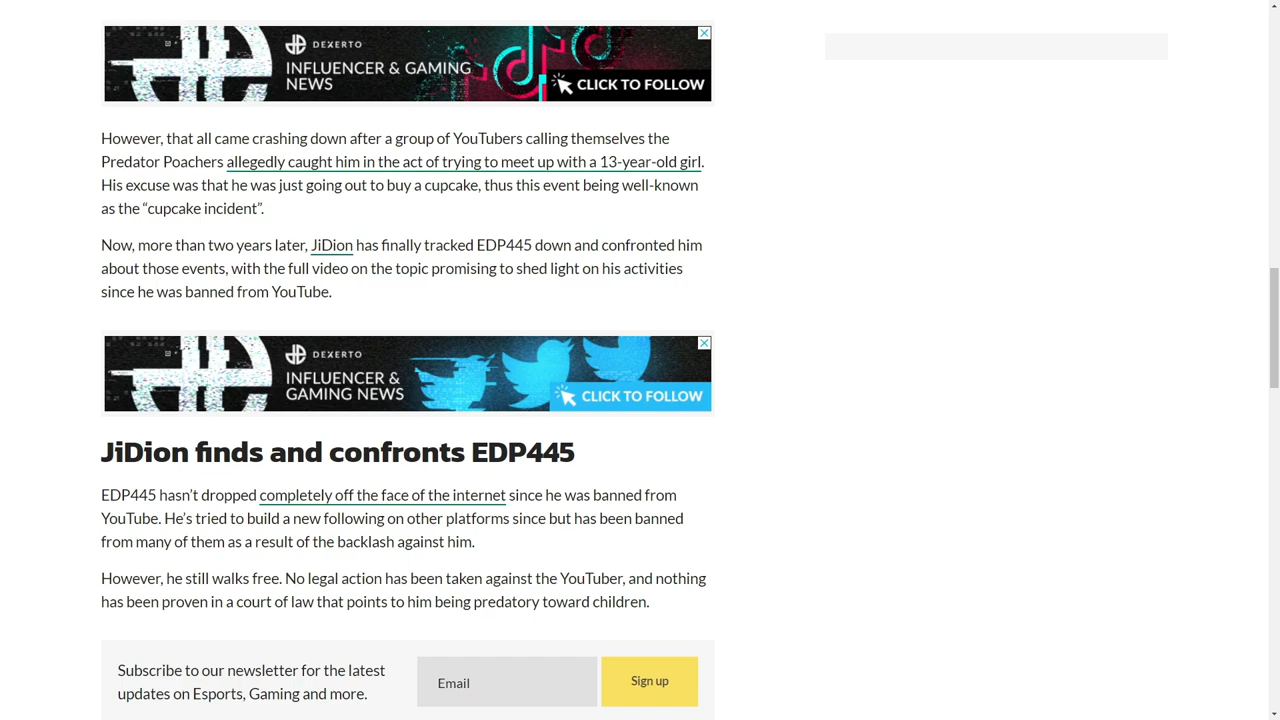 DEXERTO
INFLUENCER & GAMING
NEWS
CLICK TO FOLLOW
However, that all came crashing down after a group of YouTubers calling themselves the
Predator Poachers allegedly caught him in the act of trying to meet up with a 13-year-old girl.
His excuse was that he was just going out to buy a cupcake, thus this event being well-known
as the “cupcake incident”.
Now, more than two years later, JiDion has finally tracked EDP445 down and confronted him
about those events, with the full video on the topic promising to shed light on his activities
since he was banned from YouTube.
DEXERTO
INFLUENCER &
GAMING NEWS
CLICK TO FOLLOW
JiDion finds and confronts EDP445
EDP445 hasn’t dropped completely off the face of the internet since he was banned from
YouTube. He’s tried to build a new following on other platforms since but has been banned
from many of them as a result of the backlash against him.
However, he still walks free. No legal action has been taken against the YouTuber, and nothing
has been proven in a court of law that points to him being predatory toward children.
Subscribe to our newsletter for the latest
updates on Esports, Gaming and more.
Email
Sign up